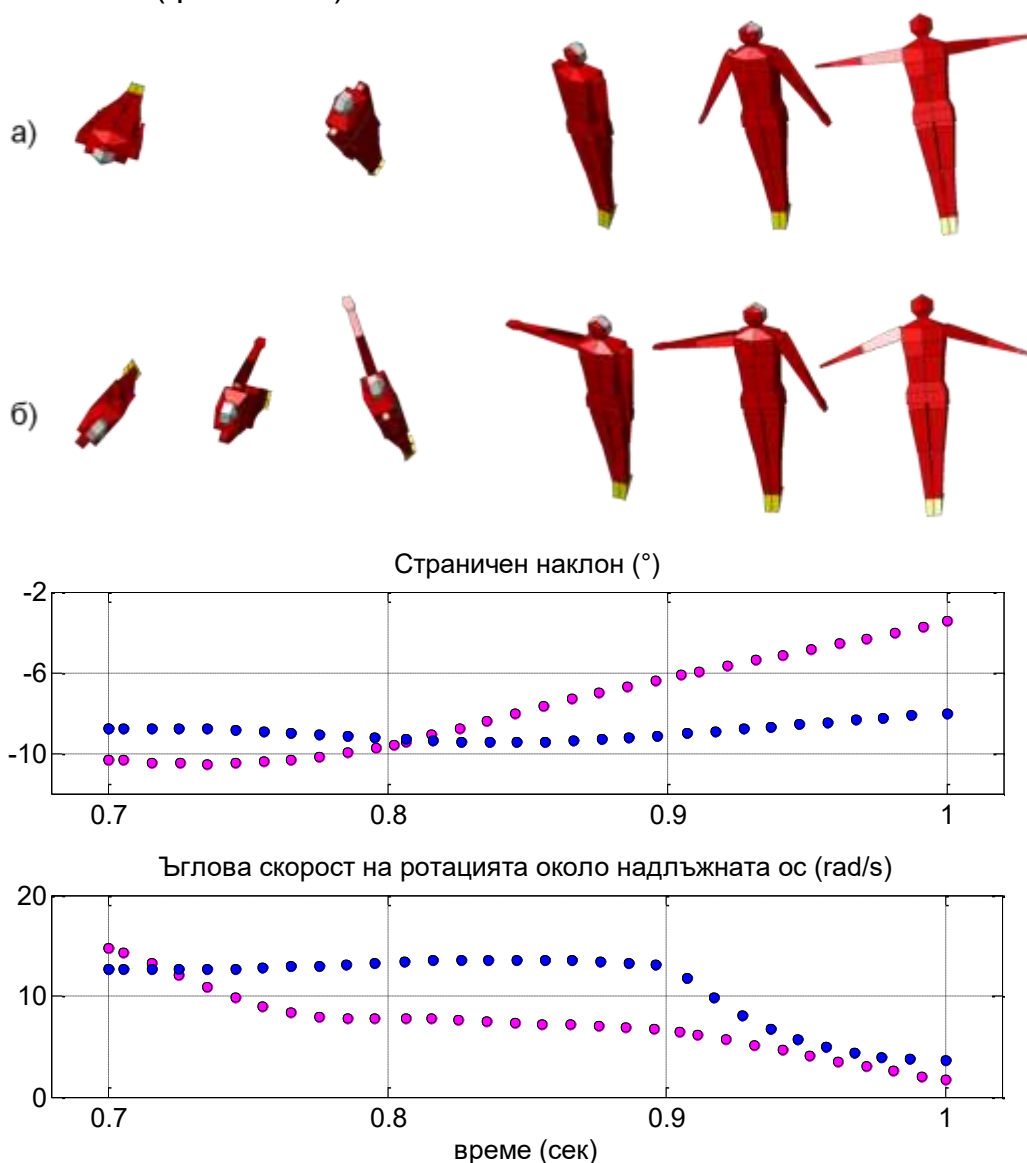 а)
б)
Страничен наклон (°)
-2
-6
-10
0.7 0.8 0.9 1
Ъглова скорост на ротацията около надлъжната ос (rad/s)
20
10
0
0.7 0.8 0.9 1
време (сек)